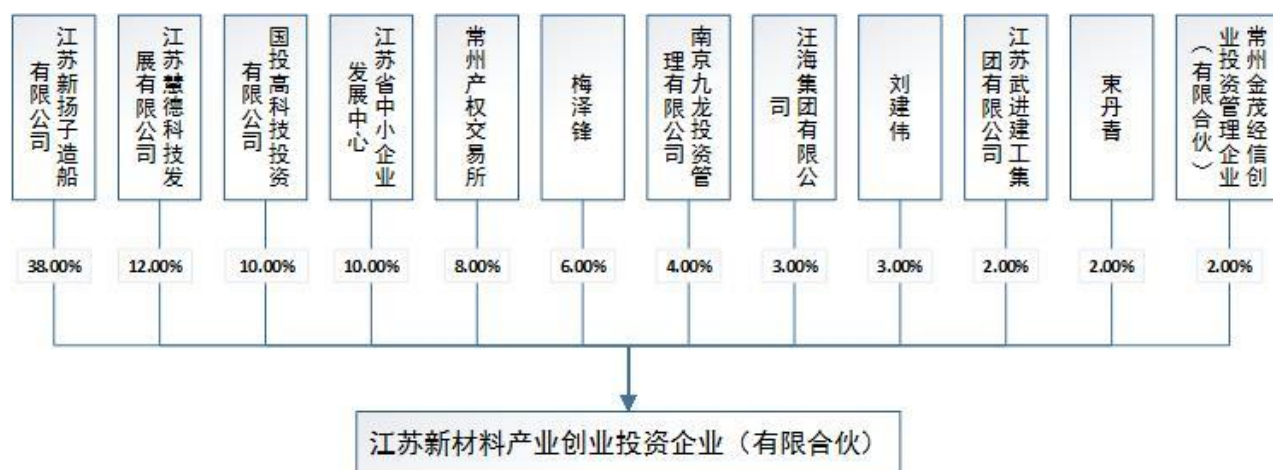 江苏新扬子造船
有限公司
江苏慧德科技发
展有限公司
国投高科技投资
有限公司
江苏省中小企业
发展中心
常州产权交易所
梅泽锋
南京九龙投资管
理有限公司
汪海集团有限公
司
刘建伟
江苏武进建工集
团有限公司
束丹青
常州金茂经信创
业投资管理企业
（有限合伙）
38.00%
12.00%
10.00%
10.00%
8.00%
6.00%
4.00%
3.00%
3.00%
2.00%
2.00%
2.00%
江苏新材料产业创业投资企业（有限合伙）